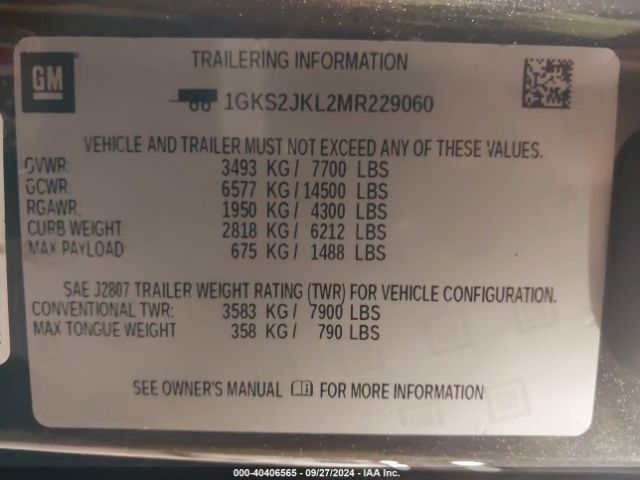 GM
TRAILERING INFORMATION
1GKS2JKL2MR229060
VEHICLE AND TRAILER MUST NOT EXCEED ANY OF THESE VALUES.
GVWR: 3493 KG/ 7700 LBS
GCWR: 6577 KG/14500 LBS
RGAWR: 1950 KG/ 4300 LBS
CURB WEIGHT 2818 KG/ 6212 LBS
MAX PAYLOAD 675 KG/ 1488 LBS
SAE J2807 TRAILER WEIGHT RATING (TWR) FOR VEHICLE CONFIGURATION.
CONVENTIONAL TWR: 3583 KG/ 7900 LBS
MAX TONGUE WEIGHT 358 KG/ 790 LBS
SEE OWNER'S MANUAL FOR MORE INFORMATION
000-40406565 - 09/27/2024 - IAA Inc.